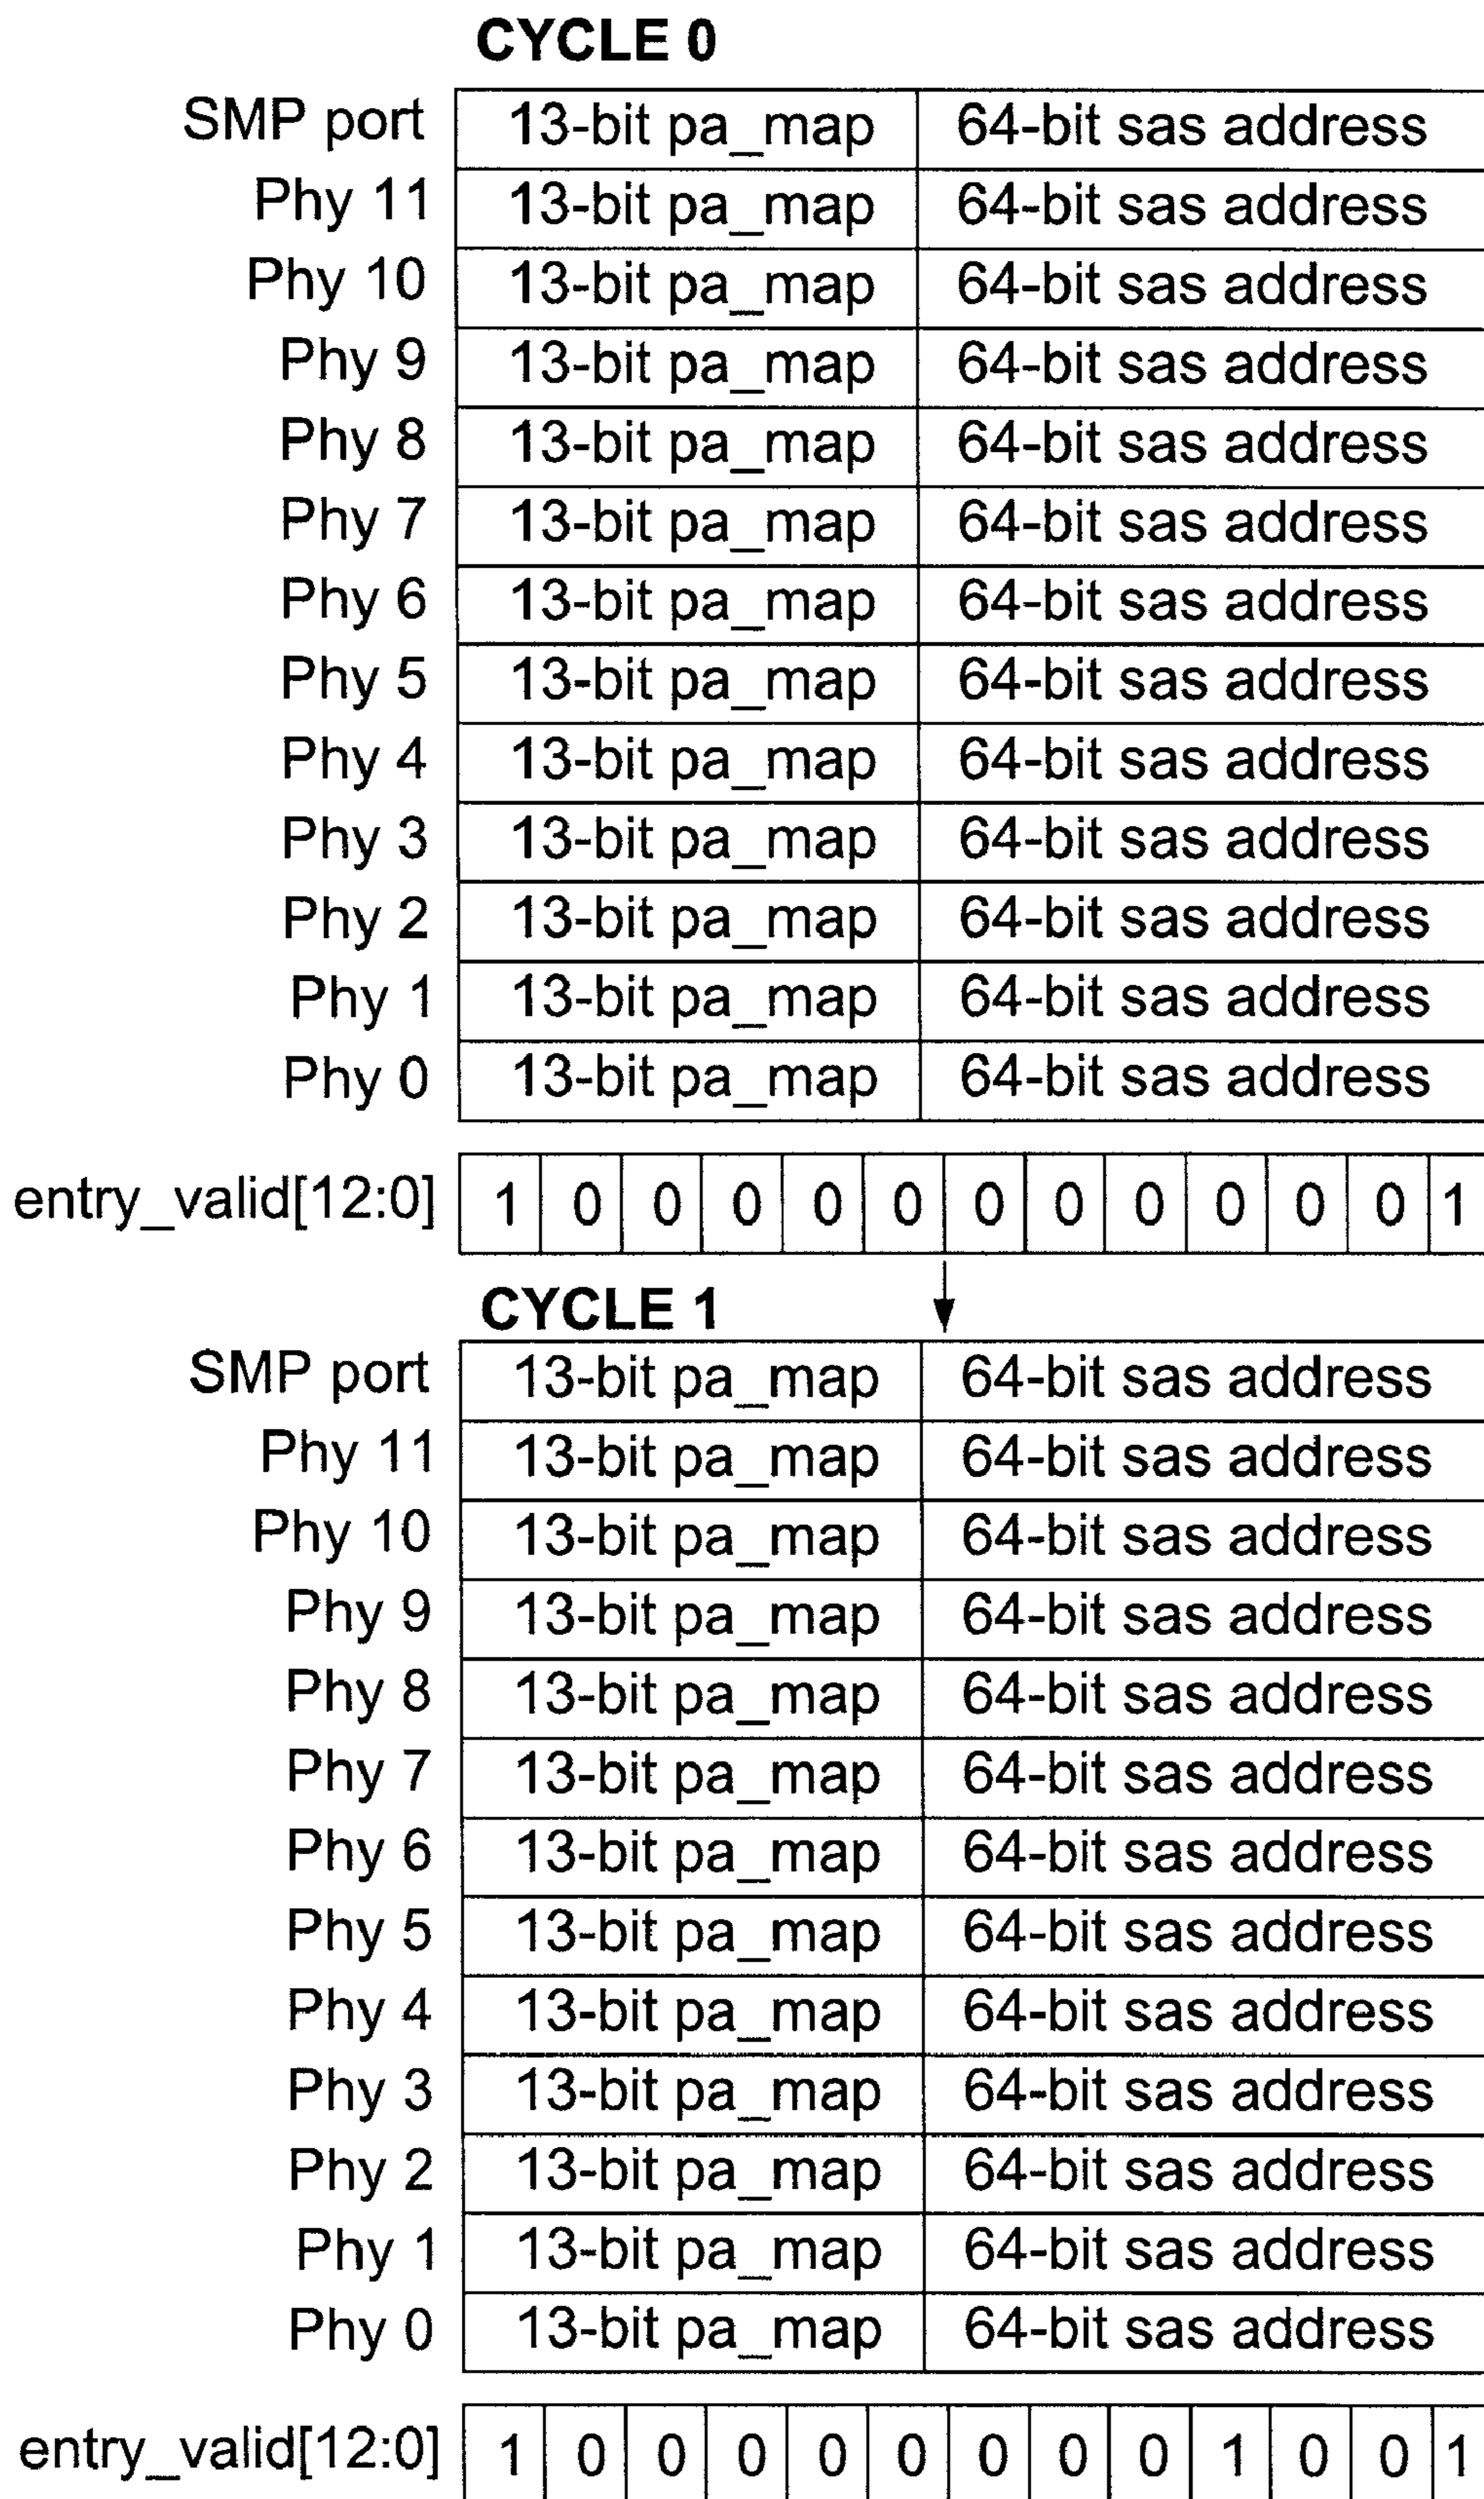 CYCLE 0
SMP port 13-bit pa_map 64-bit sas address
Phy 11 13-bit pa_map 64-bit sas address
Phy 10 13-bit pa_map 64-bit sas address
Phy 9 13-bit pa_map 64-bit sas address
Phy 8 13-bit pa_map 64-bit sas address
Phy 7 13-bit pa_map 64-bit sas address
Phy 6 13-bit pa_map 64-bit sas address
Phy 5 13-bit pa_map 64-bit sas address
Phy 4 13-bit pa_map 64-bit sas address
Phy 3 13-bit pa_map 64-bit sas address
Phy 2 13-bit pa_map 64-bit sas address
Phy 1 13-bit pa_map 64-bit sas address
Phy 0 13-bit pa_map 64-bit sas address
entry_valid[12:0] 1 0 0 0 0 0 0 0 0 0 0 0 1
CYCLE 1
SMP port 13-bit pa_map 64-bit sas address
Phy 11 13-bit pa_map 64-bit sas address
Phy 10 13-bit pa_map 64-bit sas address
Phy 9 13-bit pa_map 64-bit sas address
Phy 8 13-bit pa_map 64-bit sas address
Phy 7 13-bit pa_map 64-bit sas address
Phy 6 13-bit pa_map 64-bit sas address
Phy 5 13-bit pa_map 64-bit sas address
Phy 4 13-bit pa_map 64-bit sas address
Phy 3 13-bit pa_map 64-bit sas address
Phy 2 13-bit pa_map 64-bit sas address
Phy 1 13-bit pa_map 64-bit sas address
Phy 0 13-bit pa_map 64-bit sas address
entry_valid[12:0] 1 0 0 0 0 0 0 0 0 1 0 0 1